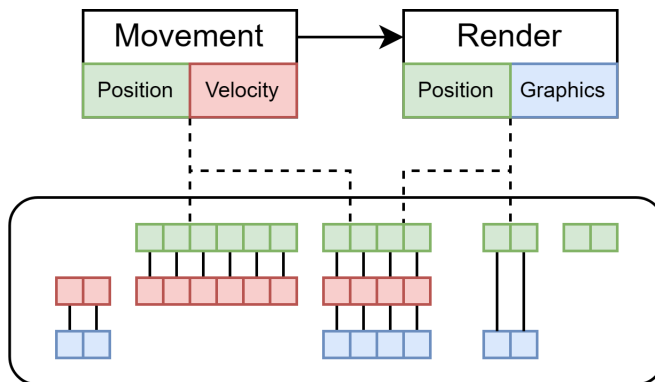 Movement
Render
Position
Velocity
Position
Graphics